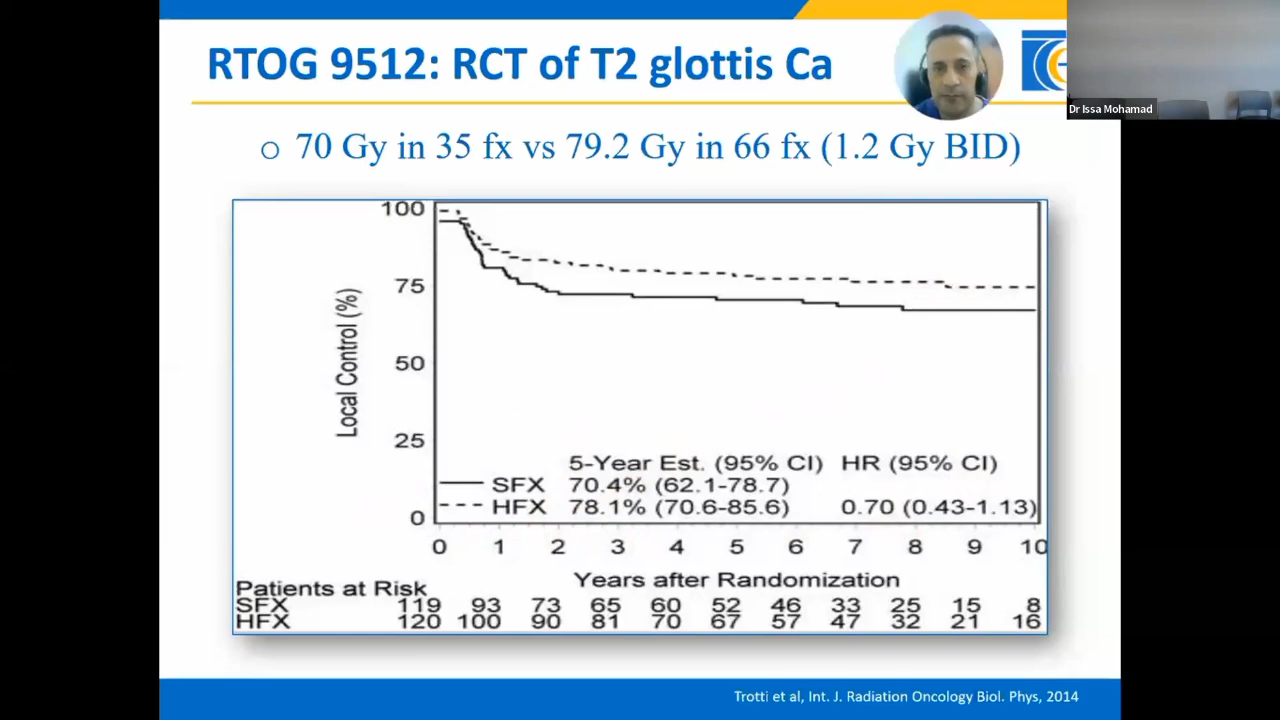 RTOG 9512: RCT of T2 glottis Ca
Dr Issa Mohamad
o 70 Gy in 35 fx vs 79.2 Gy in 66 fx (1.2 Gy BID)
100
75
50
25
0
Local Control (%)
5-Year Est. (95% CI) HR (95% CI)
SFX 70.4% (62.1-78.7)
HFX 78.1% (70.6-85.6) 0.70 (0.43-1.13)
0 1 2 3 4 5 6 7 8 9 10
Years after Randomization
Patients at Risk
SFX 119 93 73 65 60 52 46 33 25 15 8
HFX 120 100 90 81 70 67 57 47 32 21 16
Trotti et al, Int. J. Radiation Oncology Biol. Phys, 2014